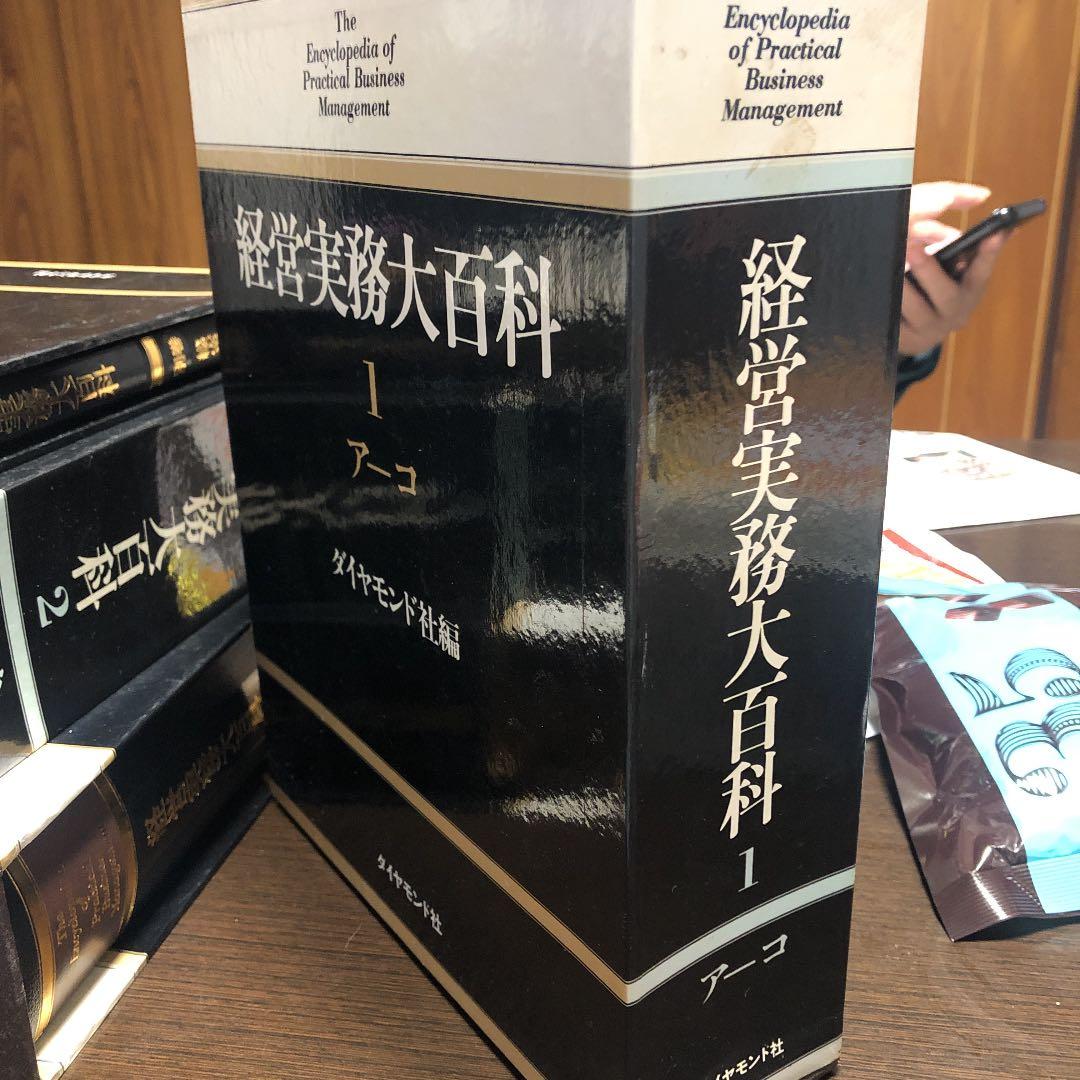 The
Encyclopedia of
Practical Business
Management
経営実務大百科
1
アーコ
ダイヤモンド社編
ダイヤモンド社
Encyclopedia
of Practical
Business
Management
経営実務大百科
1
アーコ
イヤモンド社
実務大百科
2
The